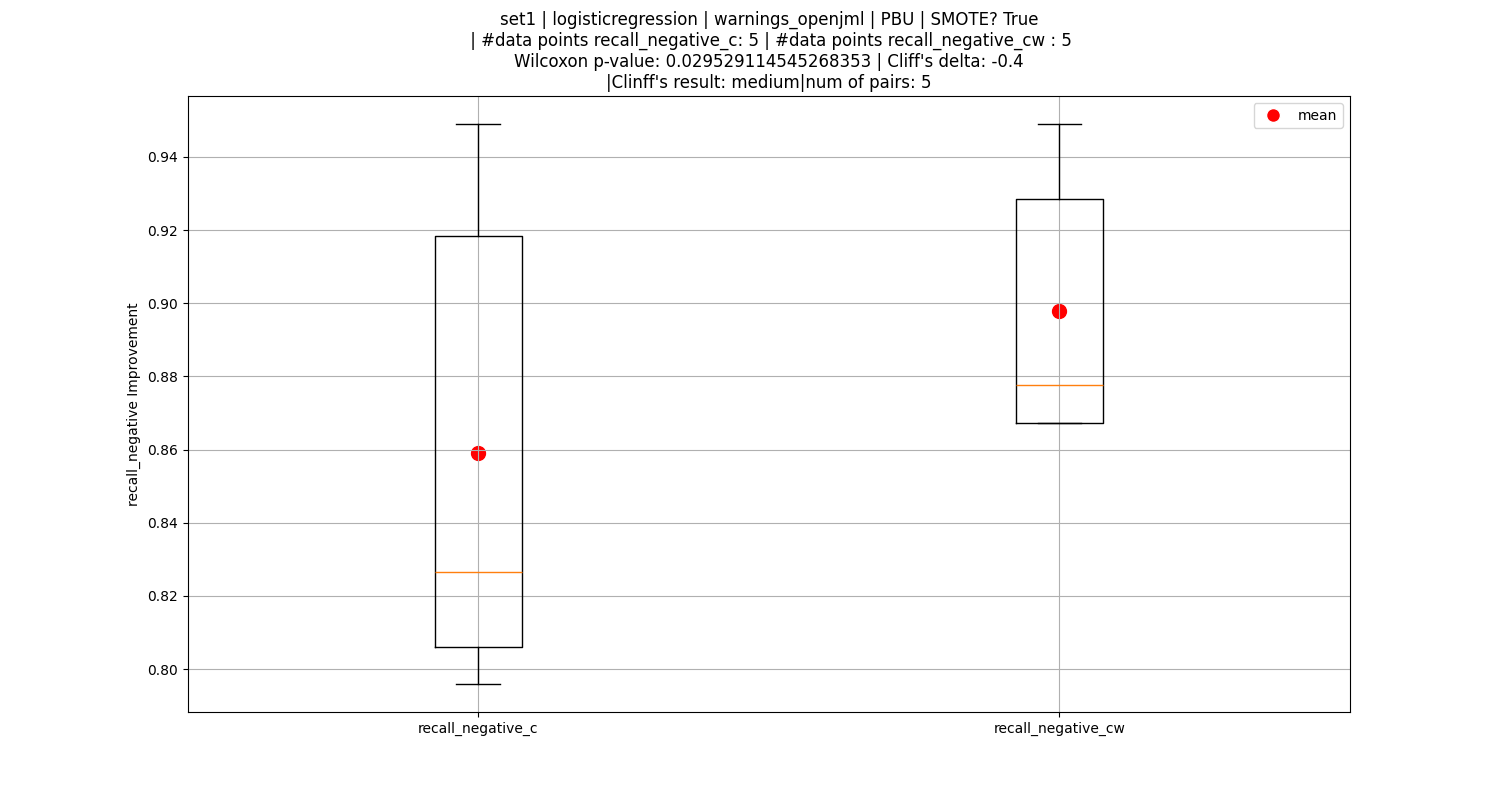 set1 | logisticregression | warnings_openjml | PBU | SMOTE? True
| #data points recall_negative_c: 5 | #data points recall_negative_cw : 5
Wilcoxon p-value: 0.029529114545268353 | Cliff's delta: -0.4
|Clinff's result: medium|num of pairs: 5
mean
0.94
0.92
0.90
0.88
0.86
0.84
0.82
0.80
recall_negative Improvement
recall_negative_c
recall_negative_cw